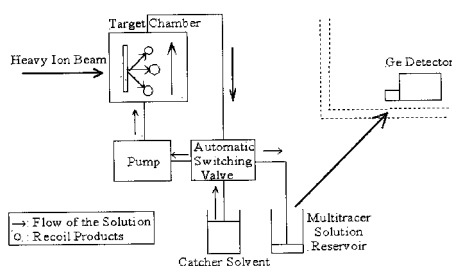 Target Chamber
Heavy Ion Beam
Ge Detector
Pump
Automatic
Switching
Valve
→: Flow of the Solution
○: Recoil Products
Multitracer
Solution
Reservoir
Catcher Solvent